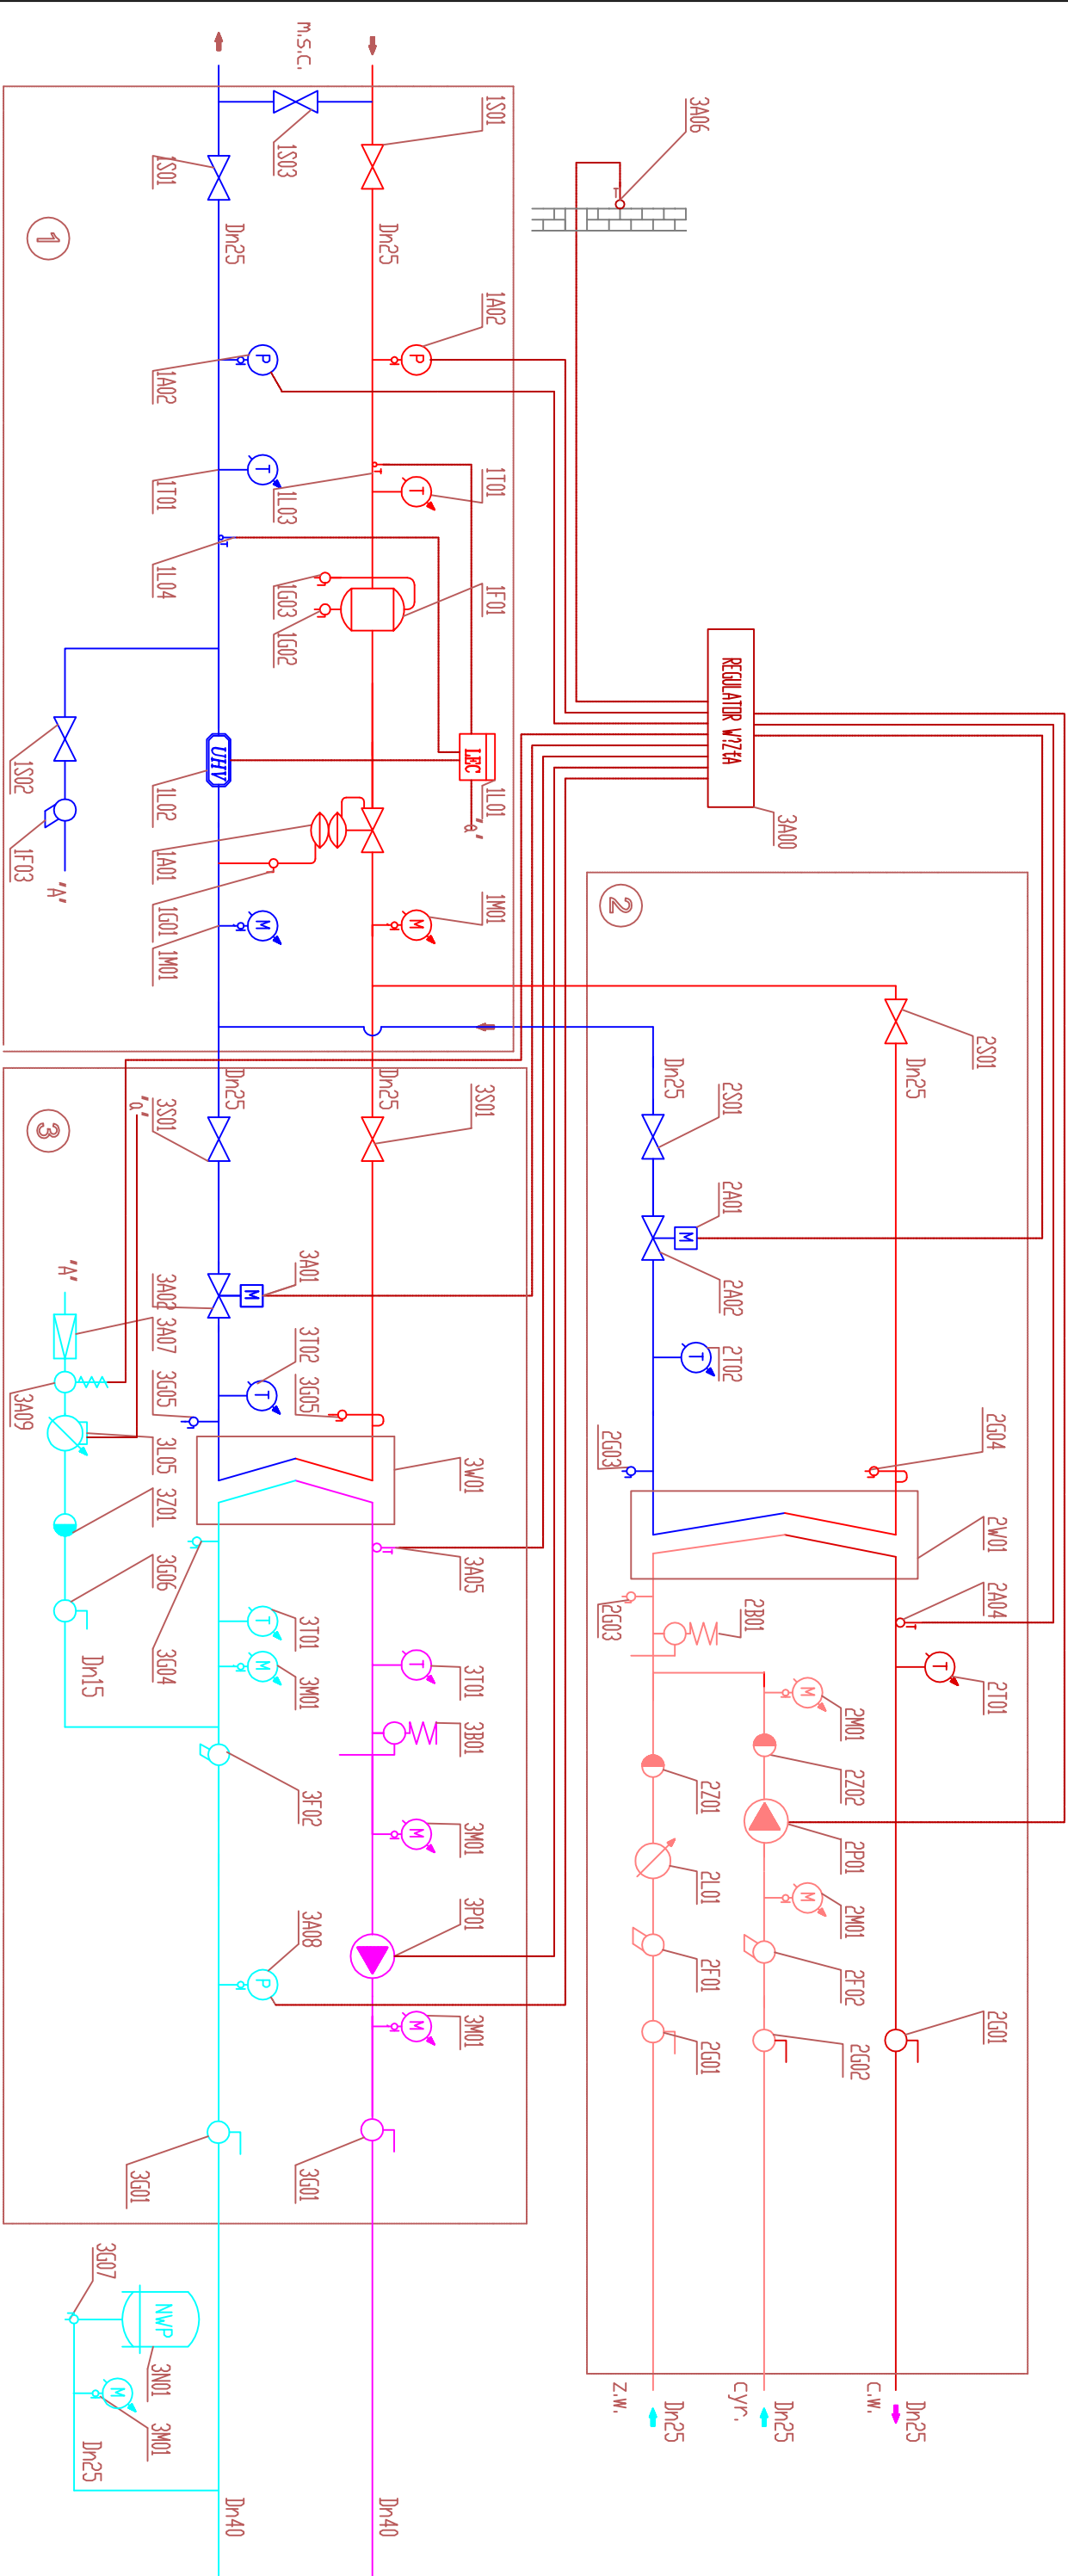 m.s.c.
1S01
1S03
1S01
Dn25
Dn25
3A06
T
1
1A02
P
1A02
P
1T01
T
1T01
T
1L03
T
1L04
T
1F01
1G03
1G02
REGULATOR W?Z‡A
3A00
LEC
1L01
"a"
UHV
1L02
1S02
1F03
"A"
1A01
1G01
1M01
M
1M01
M
2
2S01
Dn25
Dn25
2S01
2A01
M
2A02
2T02
T
2G03
2G04
2W01
2A04
T
2T01
T
2G03
2B01
2M01
M
2Z02
2Z01
2P01
2L01
2M01
M
2F02
2F01
2G01
2G02
2G01
Dn25
c.w.
Dn25
cyr.
Dn25
z.w.
Dn25
Dn25
3S01
3S01
"a"
3
3A01
M
3A02
"A"
3A07
3A09
3T02
T
3G05
3G05
3L05
3W01
3Z01
3A05
T
3G06
3G04
Dn15
3T01
T
3M01
M
3T01
T
3B01
3F02
3M01
M
3P01
3A08
P
3M01
M
3G01
3G01
3G07
NWP
3N01
M
3M01
Dn25
Dn40
Dn40